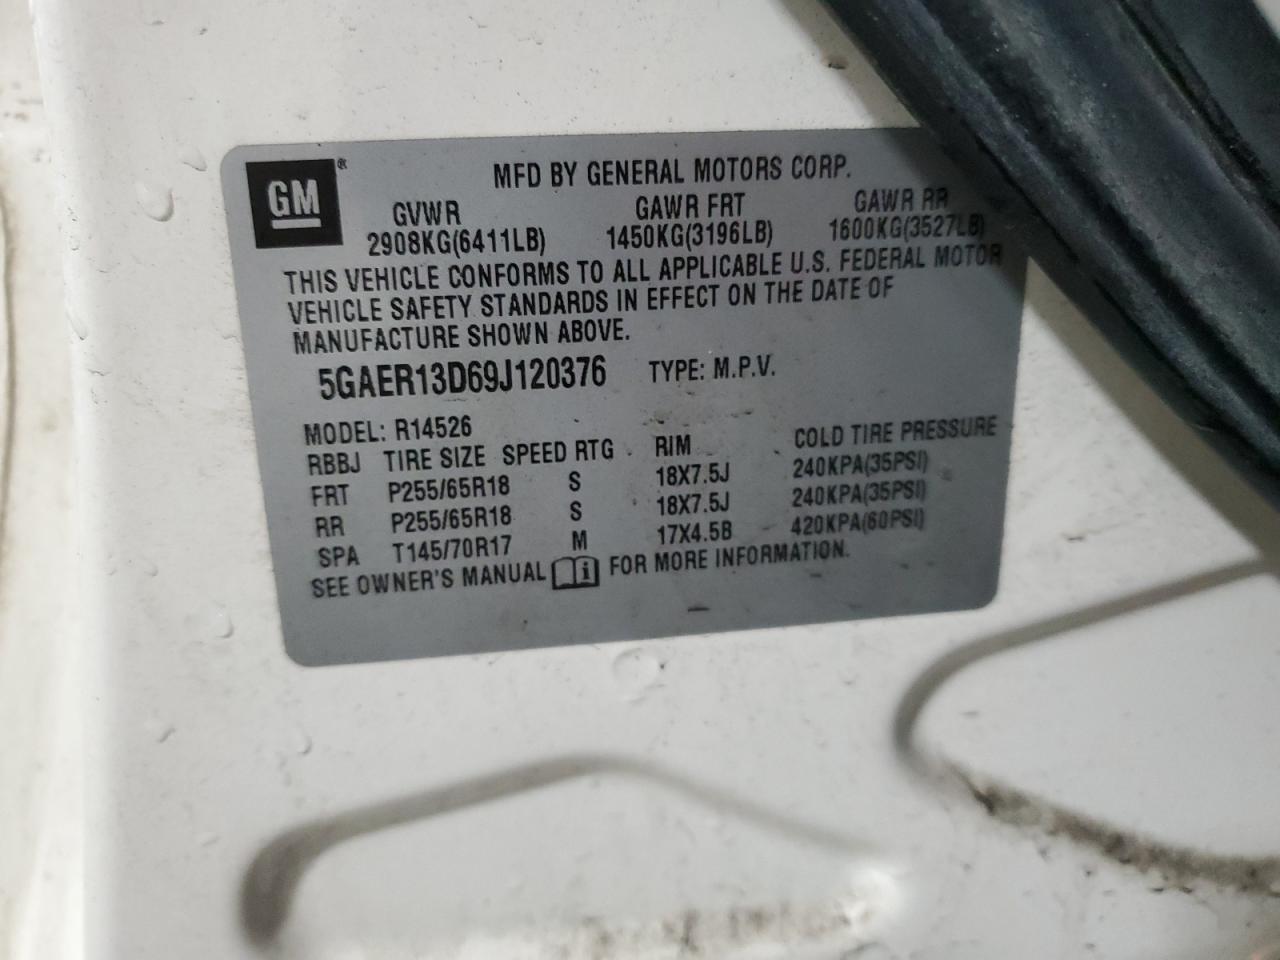 GM ®
MFD BY GENERAL MOTORS CORP.
GVWR GAWR FRT GAWR RR
2908KG(6411LB) 1450KG(3196LB) 1600KG(3527LB)
THIS VEHICLE CONFORMS TO ALL APPLICABLE U.S. FEDERAL MOTOR
VEHICLE SAFETY STANDARDS IN EFFECT ON THE DATE OF
MANUFACTURE SHOWN ABOVE.
5GAER13D69J120376 TYPE: M.P.V.
MODEL: R14526
RBBJ TIRE SIZE SPEED RTG RIM COLD TIRE PRESSURE
FRT P255/65R18 S 18X7.5J 240KPA(35PSI)
RR P255/65R18 S 18X7.5J 240KPA(35PSI)
SPA T145/70R17 M 17X4.5B 420KPA(60PSI)
SEE OWNER'S MANUAL i FOR MORE INFORMATION.